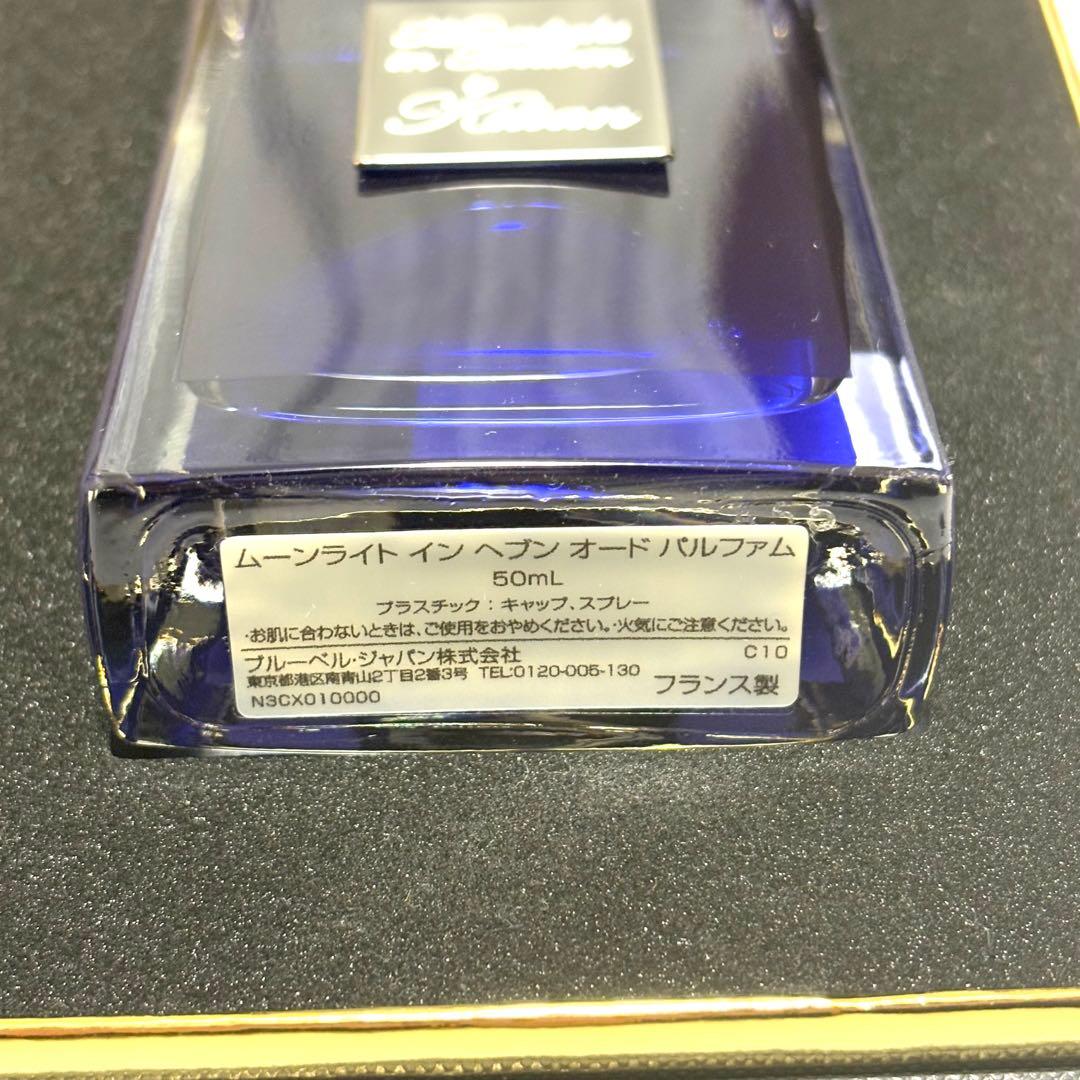 in Heaven
Kilian
ムーンライト イン ヘブン オード パルファム
50mL
プラスチック：キャップ、スプレー
・お肌に合わないときは、ご使用をおやめください。・火気にご注意ください。
ブルーベル・ジャパン株式会社 C10
東京都港区南青山2丁目2番3号 TEL:0120-005-130
N3CX010000 フランス製